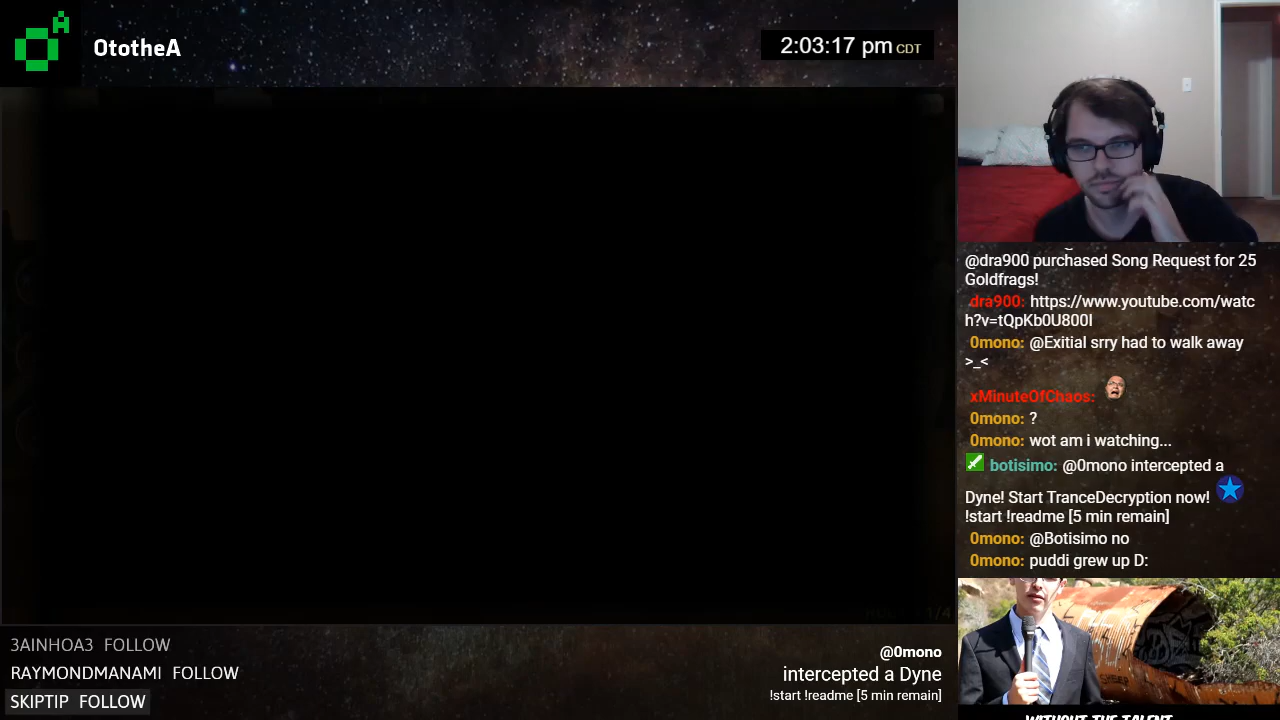 OtotheA
2:03:17 pm CDT
@dra900 purchased Song Request for 25
Goldfrags!
dra900: https://www.youtube.com/watc
h?v=tQpKb0U800I
0mono: @Exitial srry had to walk away
>_<
xMinuteOfChaos:
0mono: ?
0mono: wot am i watching...
botisimo: @0mono intercepted a
Dyne! Start TranceDecryption now!
!start !readme [5 min remain]
0mono: @Botisimo no
0mono: puddi grew up D:
3AINHOA3 FOLLOW
RAYMONDMANAMI FOLLOW
SKIPTIP FOLLOW
@0mono
intercepted a Dyne
!start !readme [5 min remain]
WITHOUT THE TALENT